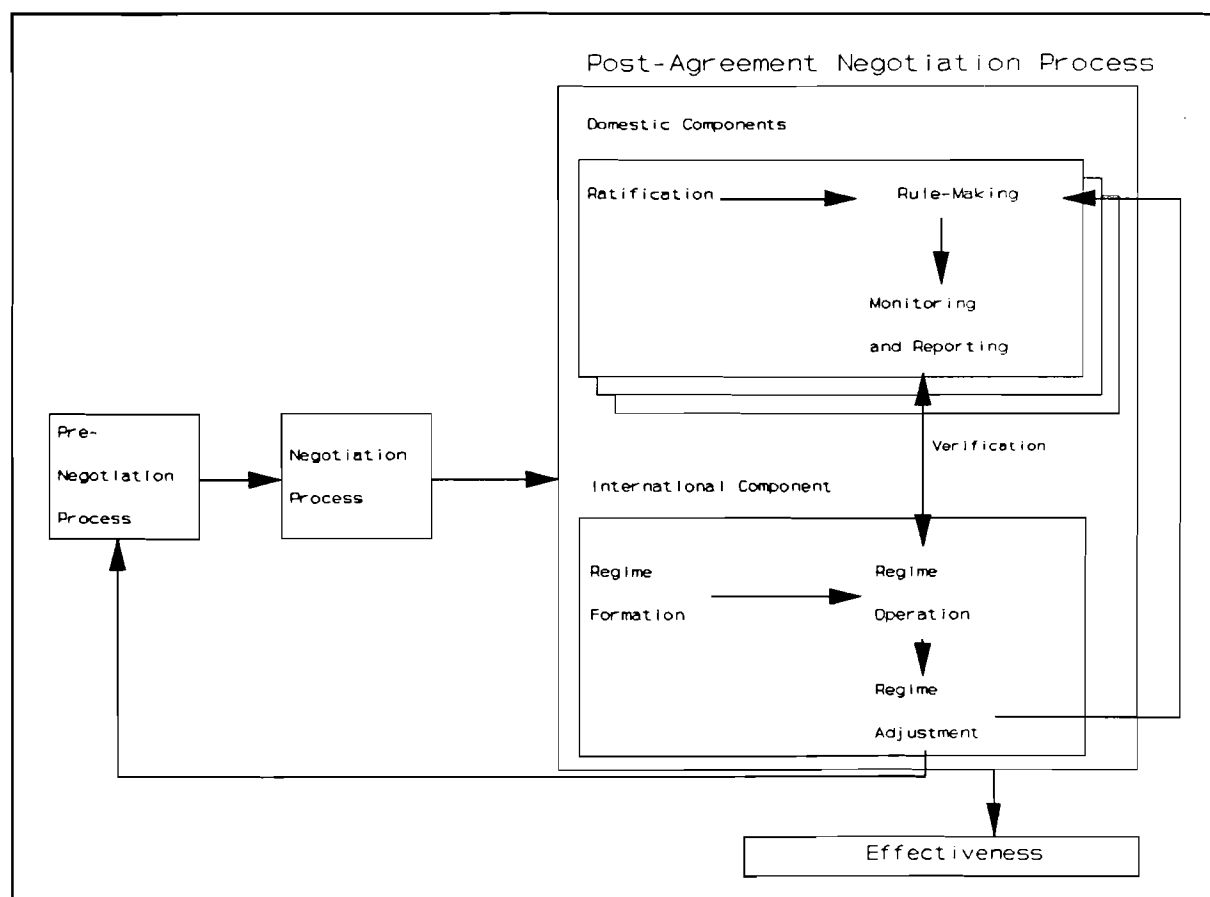 Post-Agreement Negotiation Process
Domestic Components
Ratification
Rule-Making
Monitoring
and Reporting
Verification
Pre-
Negotiation
Process
Negotiation
Process
International Component
Regime
Formation
Regime
Operation
Regime
Adjustment
Effectiveness